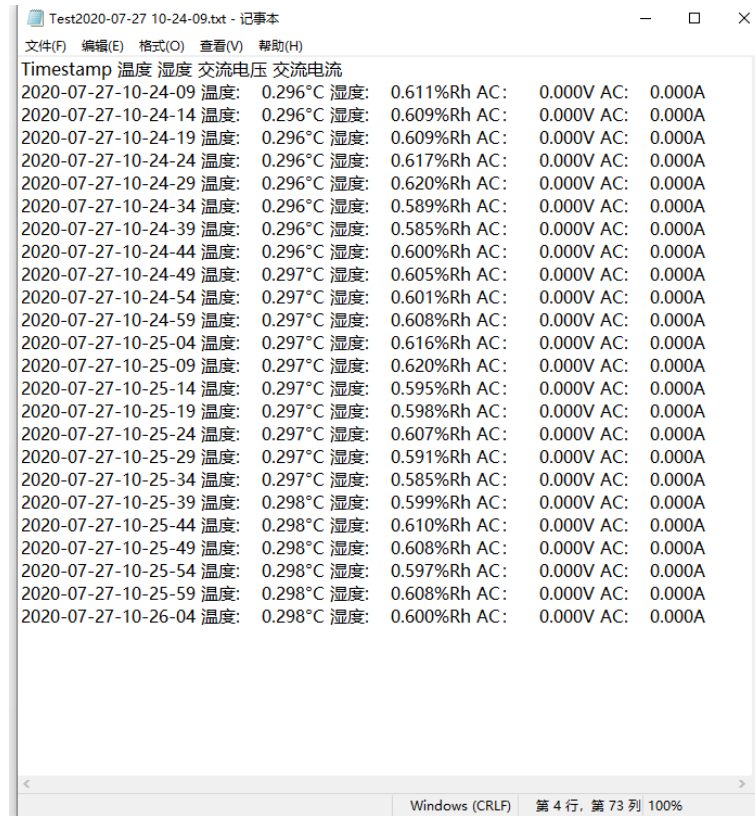 Test2020-07-27 10-24-09.txt - 记事本
文件(F) 编辑(E) 格式(O) 查看(V) 帮助(H)
Timestamp 温度 湿度 交流电压 交流电流
2020-07-27-10-24-09 温度: 0.296°C 湿度: 0.611%Rh AC: 0.000V AC: 0.000A
2020-07-27-10-24-14 温度: 0.296°C 湿度: 0.609%Rh AC: 0.000V AC: 0.000A
2020-07-27-10-24-19 温度: 0.296°C 湿度: 0.609%Rh AC: 0.000V AC: 0.000A
2020-07-27-10-24-24 温度: 0.296°C 湿度: 0.617%Rh AC: 0.000V AC: 0.000A
2020-07-27-10-24-29 温度: 0.296°C 湿度: 0.620%Rh AC: 0.000V AC: 0.000A
2020-07-27-10-24-34 温度: 0.296°C 湿度: 0.589%Rh AC: 0.000V AC: 0.000A
2020-07-27-10-24-39 温度: 0.296°C 湿度: 0.585%Rh AC: 0.000V AC: 0.000A
2020-07-27-10-24-44 温度: 0.296°C 湿度: 0.600%Rh AC: 0.000V AC: 0.000A
2020-07-27-10-24-49 温度: 0.297°C 湿度: 0.605%Rh AC: 0.000V AC: 0.000A
2020-07-27-10-24-54 温度: 0.297°C 湿度: 0.601%Rh AC: 0.000V AC: 0.000A
2020-07-27-10-24-59 温度: 0.297°C 湿度: 0.608%Rh AC: 0.000V AC: 0.000A
2020-07-27-10-25-04 温度: 0.297°C 湿度: 0.616%Rh AC: 0.000V AC: 0.000A
2020-07-27-10-25-09 温度: 0.297°C 湿度: 0.620%Rh AC: 0.000V AC: 0.000A
2020-07-27-10-25-14 温度: 0.297°C 湿度: 0.595%Rh AC: 0.000V AC: 0.000A
2020-07-27-10-25-19 温度: 0.297°C 湿度: 0.598%Rh AC: 0.000V AC: 0.000A
2020-07-27-10-25-24 温度: 0.297°C 湿度: 0.607%Rh AC: 0.000V AC: 0.000A
2020-07-27-10-25-29 温度: 0.297°C 湿度: 0.591%Rh AC: 0.000V AC: 0.000A
2020-07-27-10-25-34 温度: 0.297°C 湿度: 0.585%Rh AC: 0.000V AC: 0.000A
2020-07-27-10-25-39 温度: 0.298°C 湿度: 0.599%Rh AC: 0.000V AC: 0.000A
2020-07-27-10-25-44 温度: 0.298°C 湿度: 0.610%Rh AC: 0.000V AC: 0.000A
2020-07-27-10-25-49 温度: 0.298°C 湿度: 0.608%Rh AC: 0.000V AC: 0.000A
2020-07-27-10-25-54 温度: 0.298°C 湿度: 0.597%Rh AC: 0.000V AC: 0.000A
2020-07-27-10-25-59 温度: 0.298°C 湿度: 0.608%Rh AC: 0.000V AC: 0.000A
2020-07-27-10-26-04 温度: 0.298°C 湿度: 0.600%Rh AC: 0.000V AC: 0.000A
Windows (CRLF) 第 4 行，第 73 列 100%